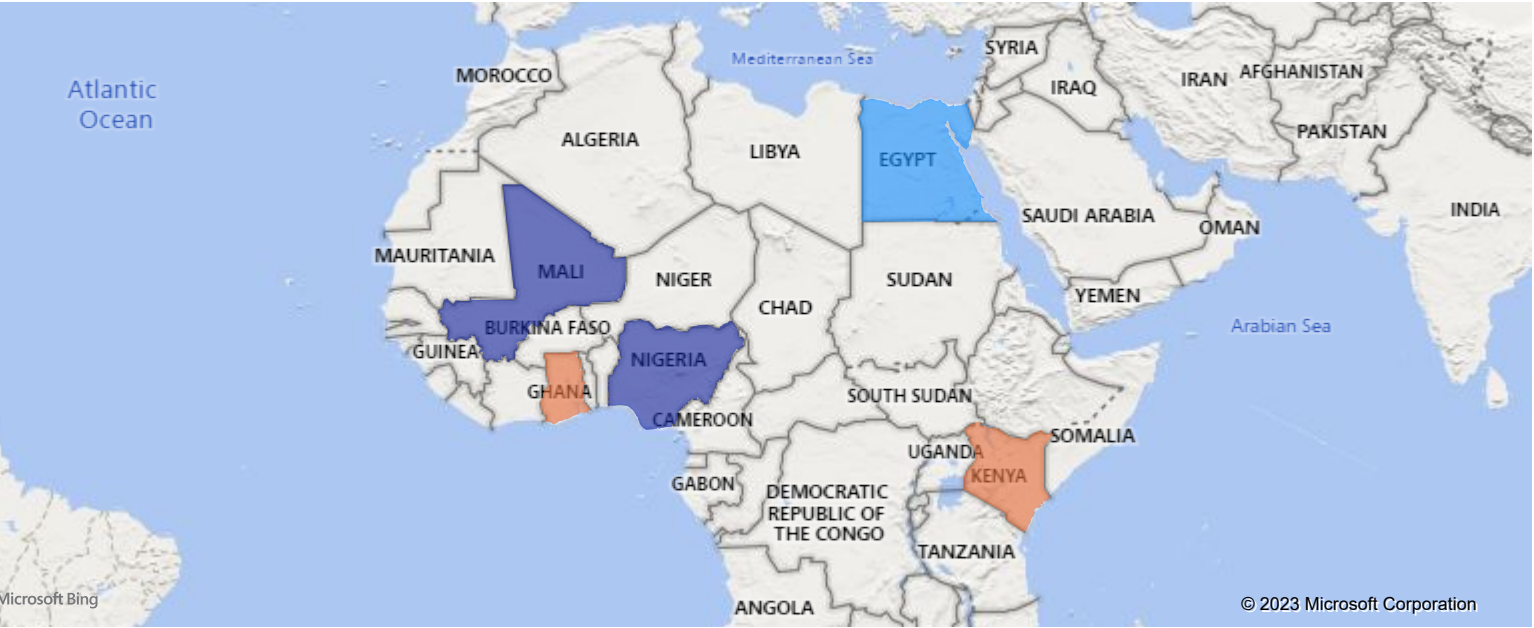 SYRIA
Mediterranean Sea
AFGHANISTAN
MOROCCO
IRAN
Atlantic
Ocean
IRAQ
PAKISTAN
ALGERIA
LIBYA
EGYPT
INDIA
SAUDI ARABIA
OMAN
MAURITANIA
MALI
NIGER
SUDAN
YEMEN
CHAD
BURKINA FASO
Arabian Sea
GUINEA
NIGERIA
GHANA
SOUTH SUDAN
CAMEROON
SOMALIA
UGANDA
KENYA
GABON
DEMOCRATIC
REPUBLIC OF
THE CONGO
TANZANIA
Microsoft Bing
ANGOLA
© 2023 Microsoft Corporation